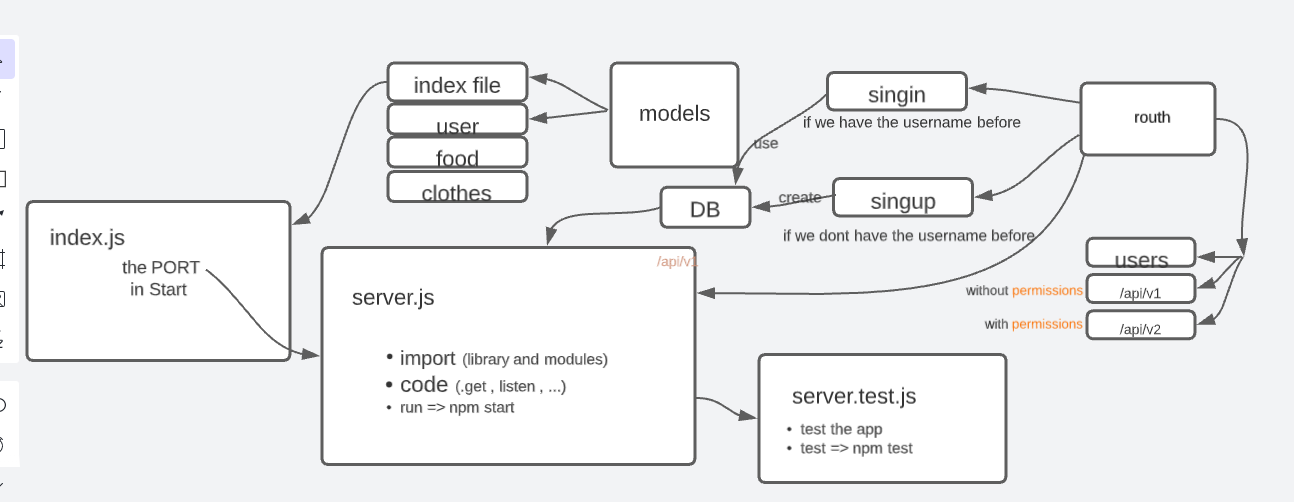 index file
user
food
clothes
models
singin
if we have the username before
routh
use
DB
create
singup
if we dont have the username before
index.js
the PORT
in Start
/api/v1
server.js
• import (library and modules)
• code (.get , listen , ...)
• run => npm start
users
without permissions
/api/v1
with permissions
/api/v2
server.test.js
• test the app
• test => npm test